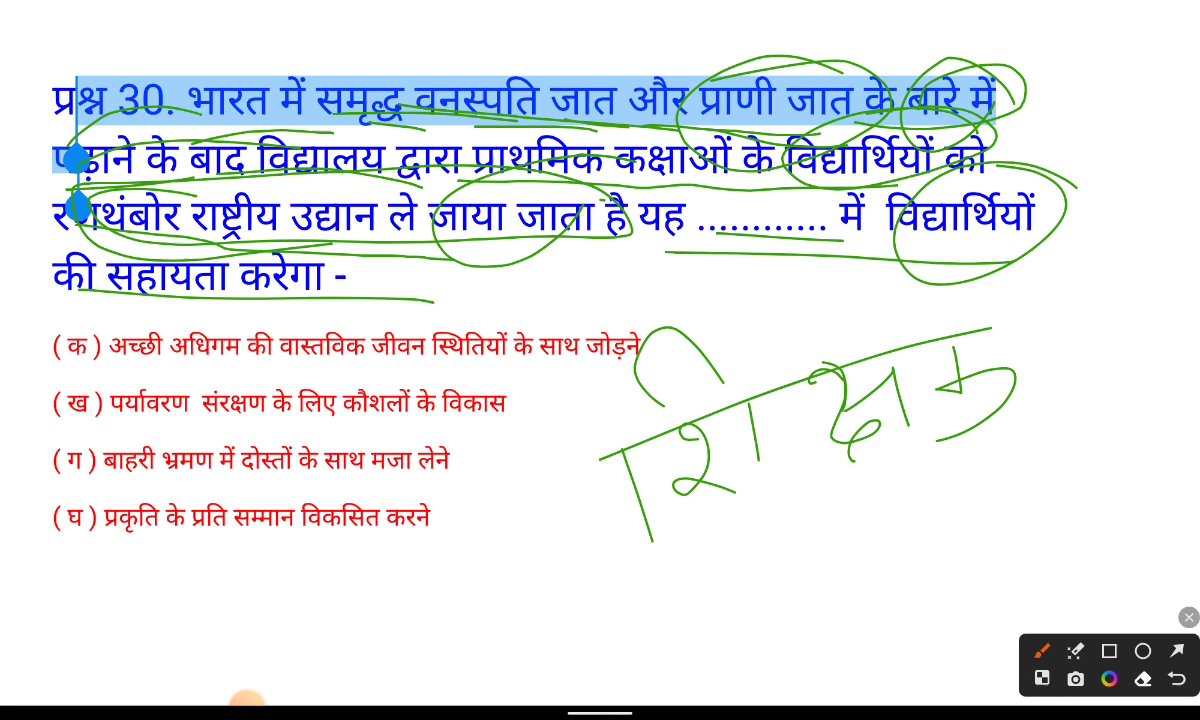 प्रश्न 30. भारत में समृद्ध वनस्पति जात और प्राणी जात के बारे में
पढ़ाने के बाद विद्यालय द्वारा प्राथमिक कक्षाओं के विद्यार्थियों को
रणथंबोर राष्ट्रीय उद्यान ले जाया जाता है यह ............ में विद्यार्थियों
की सहायता करेगा -
( क ) अच्छी अधिगम की वास्तविक जीवन स्थितियों के साथ जोड़ने
( ख ) पर्यावरण संरक्षण के लिए कौशलों के विकास
( ग ) बाहरी भ्रमण में दोस्तों के साथ मजा लेने
( घ ) प्रकृति के प्रति सम्मान विकसित करने
शिक्षक